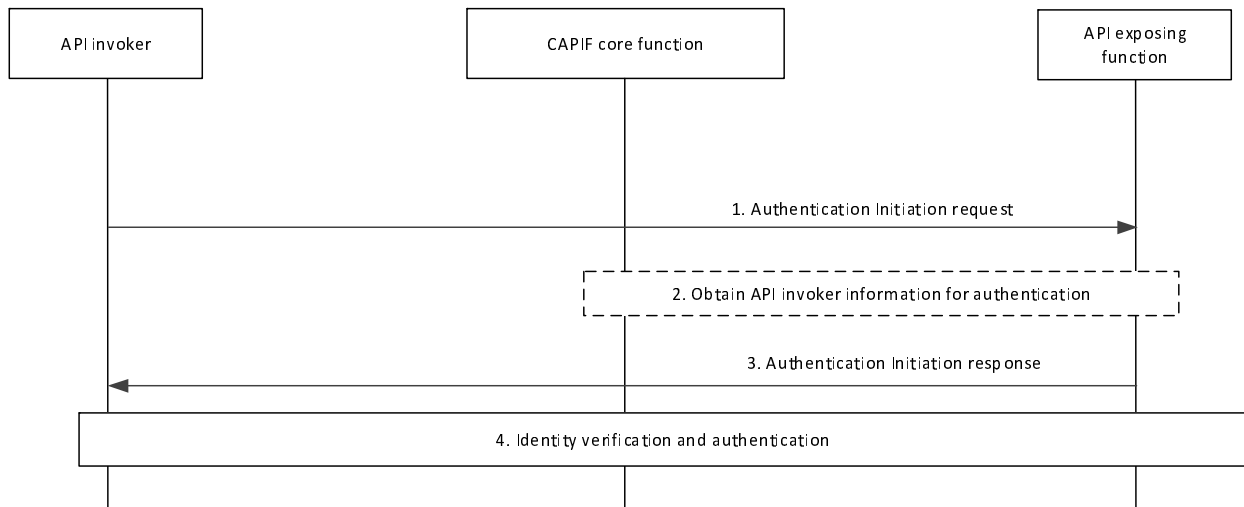 API invoker
CAPIF core function
API exposing
function
1. Authentication Initiation request
2. Obtain API invoker information for authentication
3. Authentication Initiation response
4. Identity verification and authentication